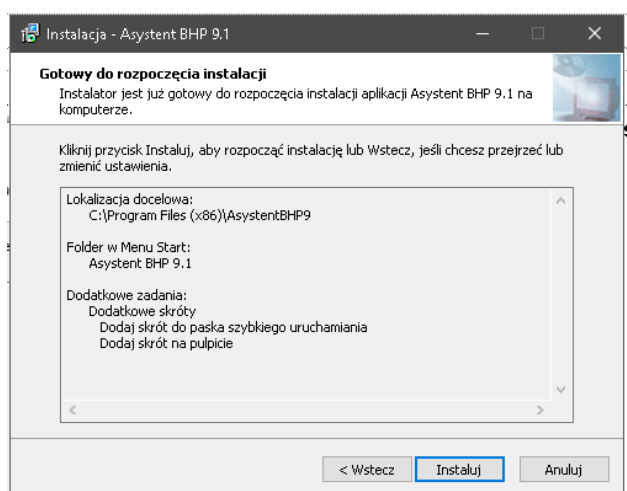 Instalacja - Asystent BHP 9.1
Gotowy do rozpoczęcia instalacji
Instalator jest już gotowy do rozpoczęcia instalacji aplikacji Asystent BHP 9.1 na
komputerze.
Kliknij przycisk Instaluj, aby rozpocząć instalację lub Wstecz, jeśli chcesz przejrzeć lub
zmienić ustawienia.
Lokalizacja docelowa:
C:\Program Files (x86)\AsystentBHP9
Folder w Menu Start:
Asystent BHP 9.1
Dodatkowe zadania:
Dodatkowe skróty
Dodaj skrót do paska szybkiego uruchamiania
Dodaj skrót na pulpicie
< Wstecz Instaluj Anuluj